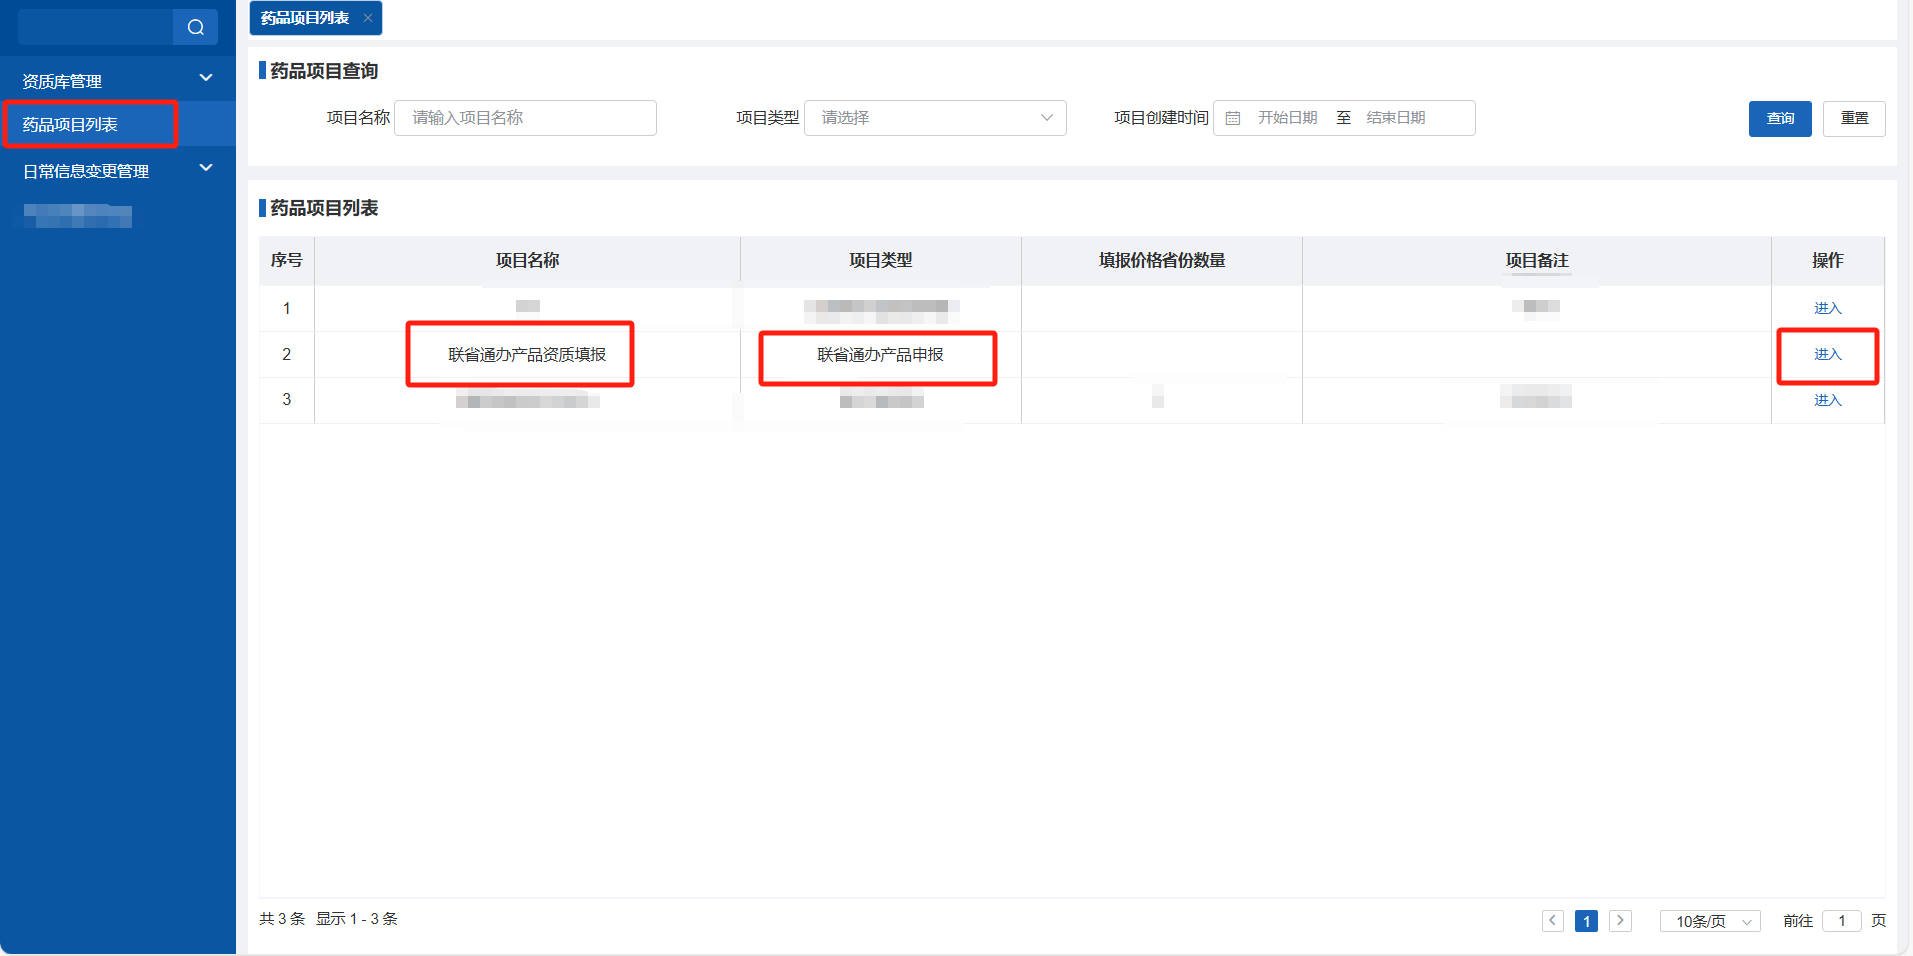 药品项目列表
资质库管理
药品项目列表
日常信息变更管理
药品项目查询
项目名称 请输入项目名称 项目类型 请选择 项目创建时间 开始日期 至 结束日期 查询 重置
药品项目列表
序号 项目名称 项目类型 填报价格省份数量 项目备注 操作
1 进入
2 联省通办产品资质填报 联省通办产品申报 进入
3 进入
共 3 条 显示 1 - 3 条 1 10条/页 前往 1 页